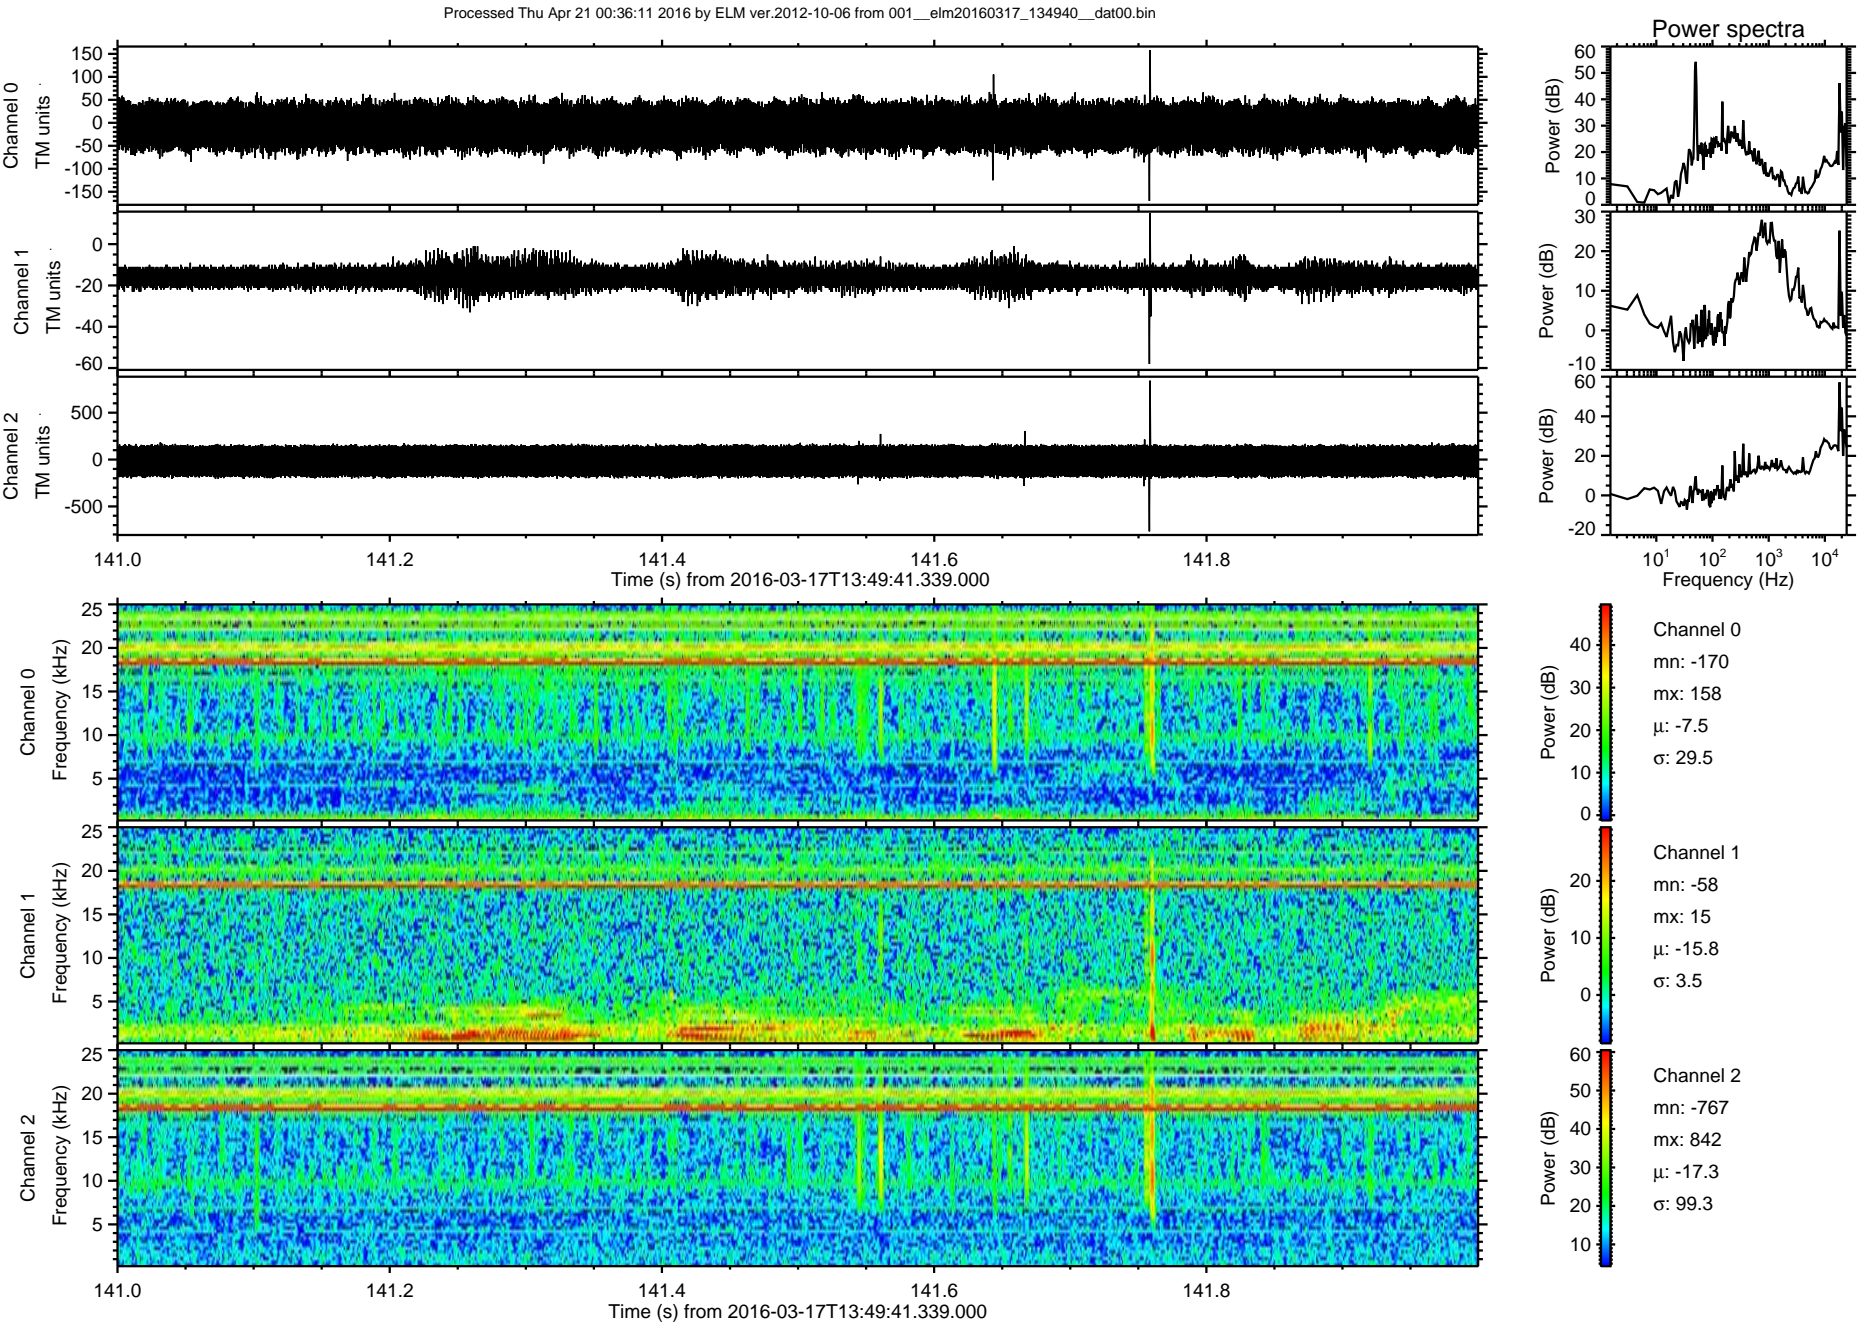 Processed Thu Apr 21 00:36:11 2016 by ELM ver.2012-10-06 from 001__elm20160317_134940__dat00.bin
Power spectra
Channel 0
TM units
150
100
50
0
-50
-100
-150
Power (dB)
60
50
40
30
20
10
0
Channel 1
TM units
0
-20
-40
-60
Power (dB)
30
20
10
0
-10
Channel 2
TM units
500
0
-500
Power (dB)
60
40
20
0
-20
141.0 141.2 141.4 141.6 141.8
Time (s) from 2016-03-17T13:49:41.339.000
10^1 10^2 10^3 10^4
Frequency (Hz)
Channel 0
Frequency (kHz)
25
20
15
10
5
Power (dB)
40
30
20
10
0
Channel 0
mn: -170
mx: 158
μ: -7.5
σ: 29.5
Channel 1
Frequency (kHz)
25
20
15
10
5
Power (dB)
20
10
0
Channel 1
mn: -58
mx: 15
μ: -15.8
σ: 3.5
Channel 2
Frequency (kHz)
25
20
15
10
5
Power (dB)
60
50
40
30
20
10
Channel 2
mn: -767
mx: 842
μ: -17.3
σ: 99.3
141.0 141.2 141.4 141.6 141.8
Time (s) from 2016-03-17T13:49:41.339.000